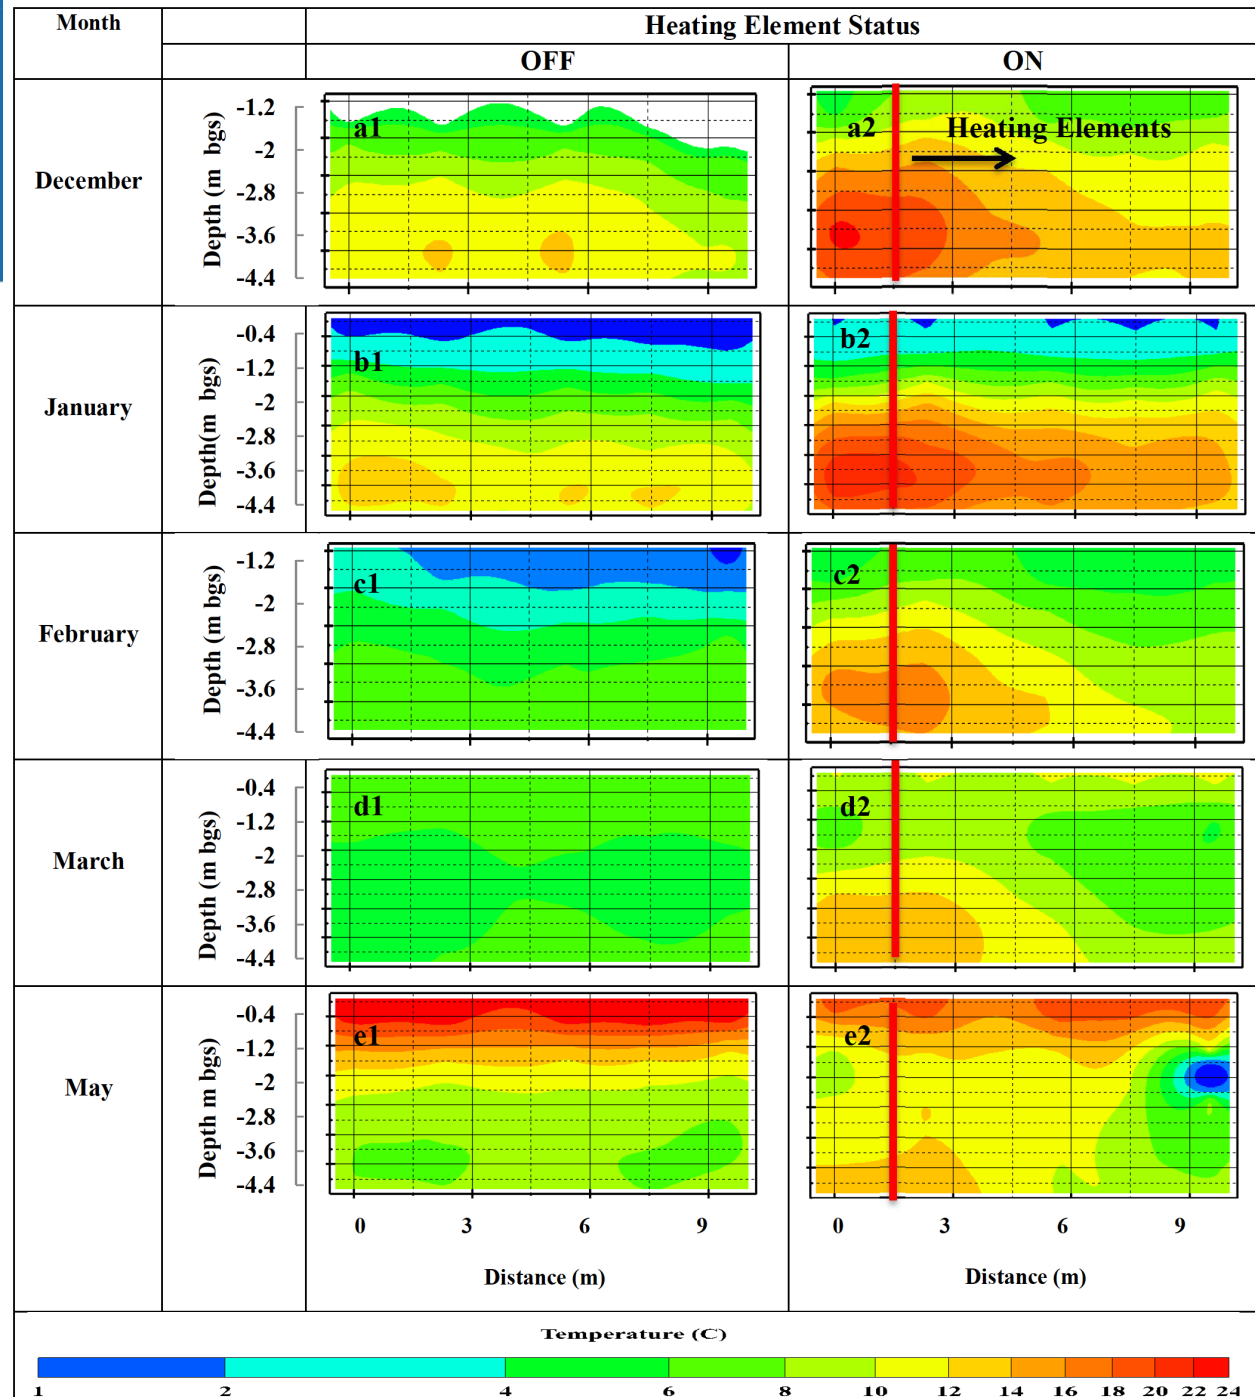 Month
Heating Element Status
OFF
ON
December
Depth (m bgs)
-1.2
-2
-2.8
-3.6
-4.4
a1
a2
Heating Elements
January
Depth(m bgs)
-0.4
-1.2
-2
-2.8
-3.6
-4.4
b1
b2
February
Depth (m bgs)
-1.2
-2
-2.8
-3.6
-4.4
c1
c2
March
Depth (m bgs)
-0.4
-1.2
-2
-2.8
-3.6
-4.4
d1
d2
May
Depth m bgs)
-0.4
-1.2
-2
-2.8
-3.6
-4.4
e1
e2
0 3 6 9
0 3 6 9
Distance (m)
Distance (m)
Temperature (C)
1 2 4 6 8 10 12 14 16 18 20 22 24